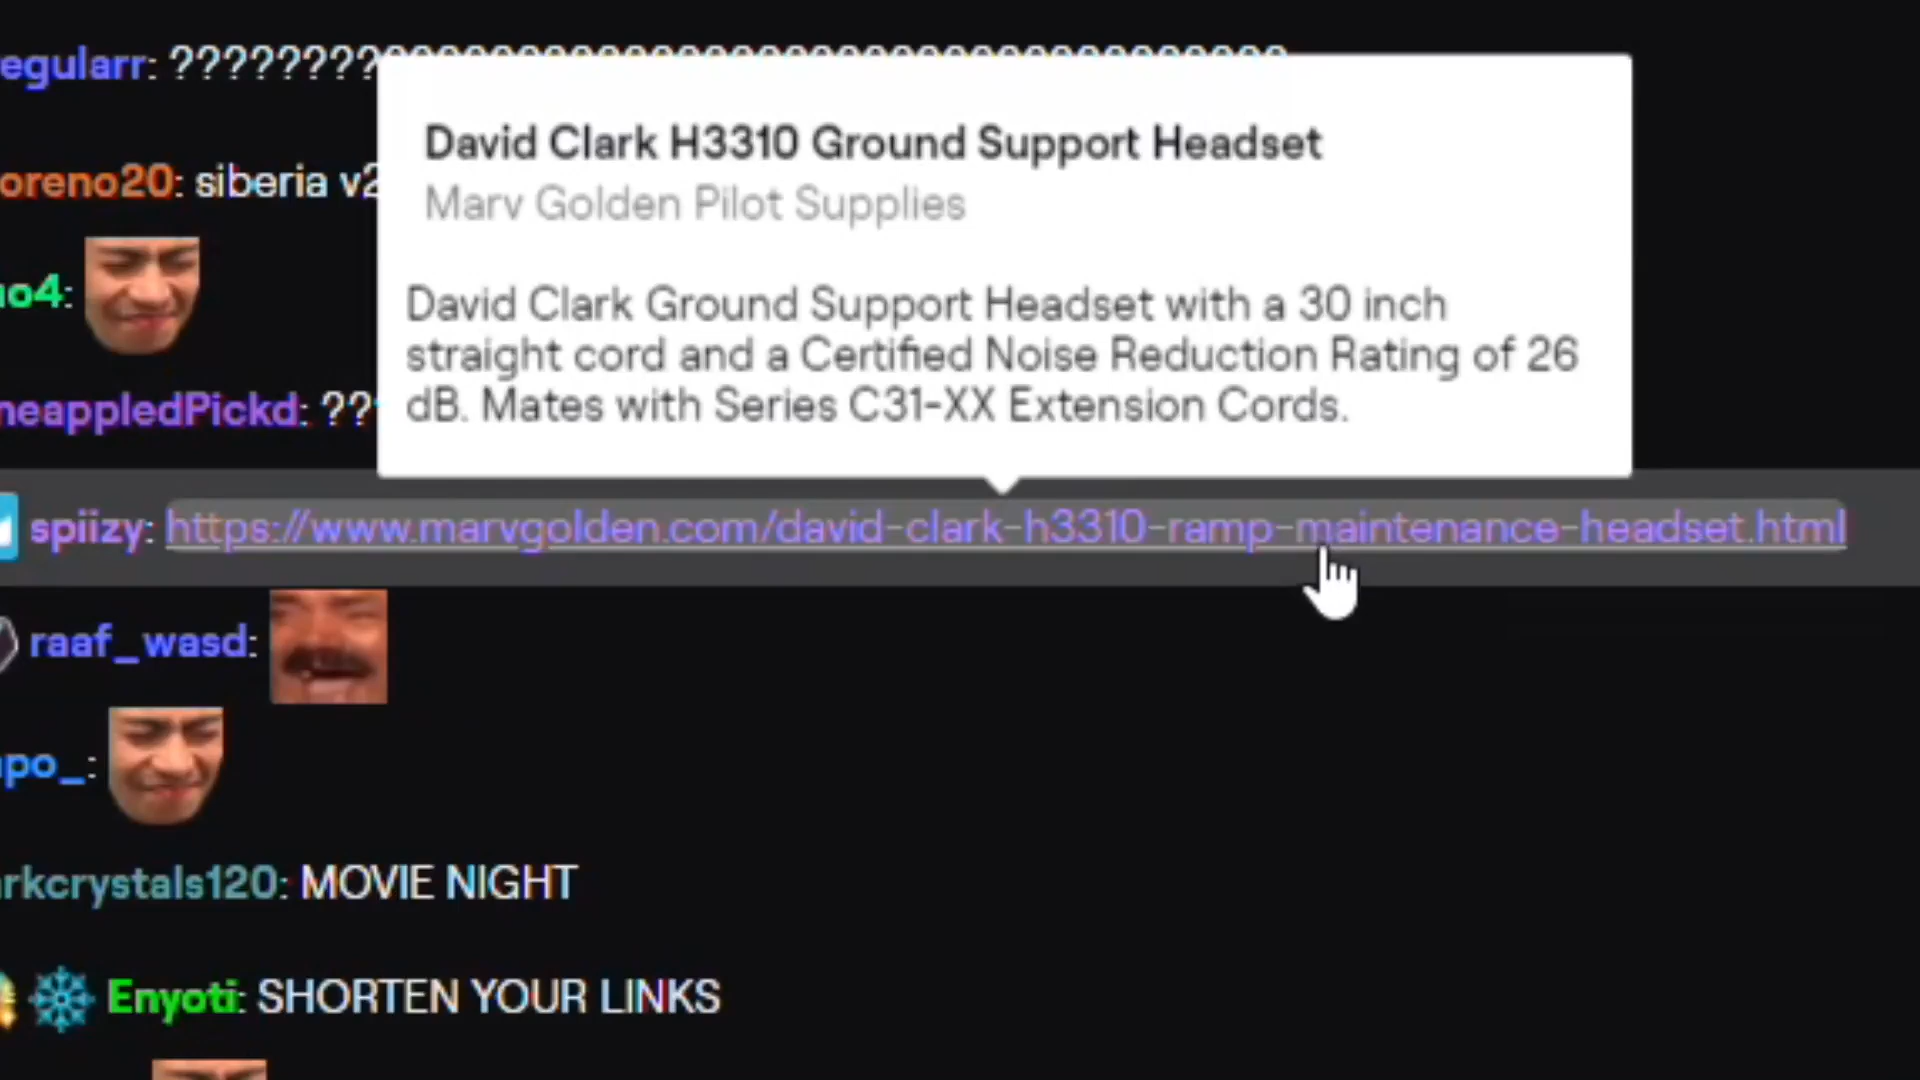 egularr: ????????????????????????????????????????
David Clark H3310 Ground Support Headset
Marv Golden Pilot Supplies
oreno20: siberia v2
David Clark Ground Support Headset with a 30 inch
straight cord and a Certified Noise Reduction Rating of 26
dB. Mates with Series C31-XX Extension Cords.
no4:
neappledPickd: ??
spiizy: https://www.marvgolden.com/david-clark-h3310-ramp-maintenance-headset.html
raaf_wasd:
apo_:
arkcrystals120: MOVIE NIGHT
Enyoti: SHORTEN YOUR LINKS